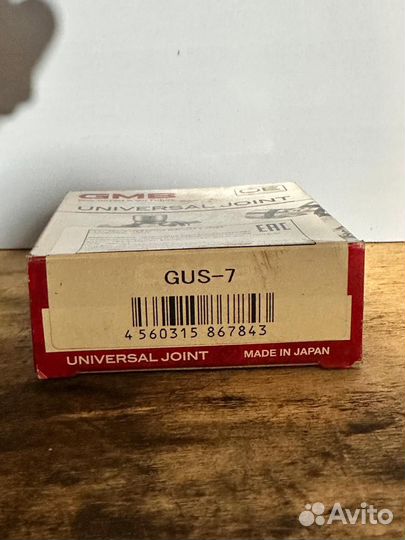 GMB
UNIVERSAL JOINT
EAC
GUS-7
4 560315 867843
UNIVERSAL JOINT
MADE IN JAPAN
Avito